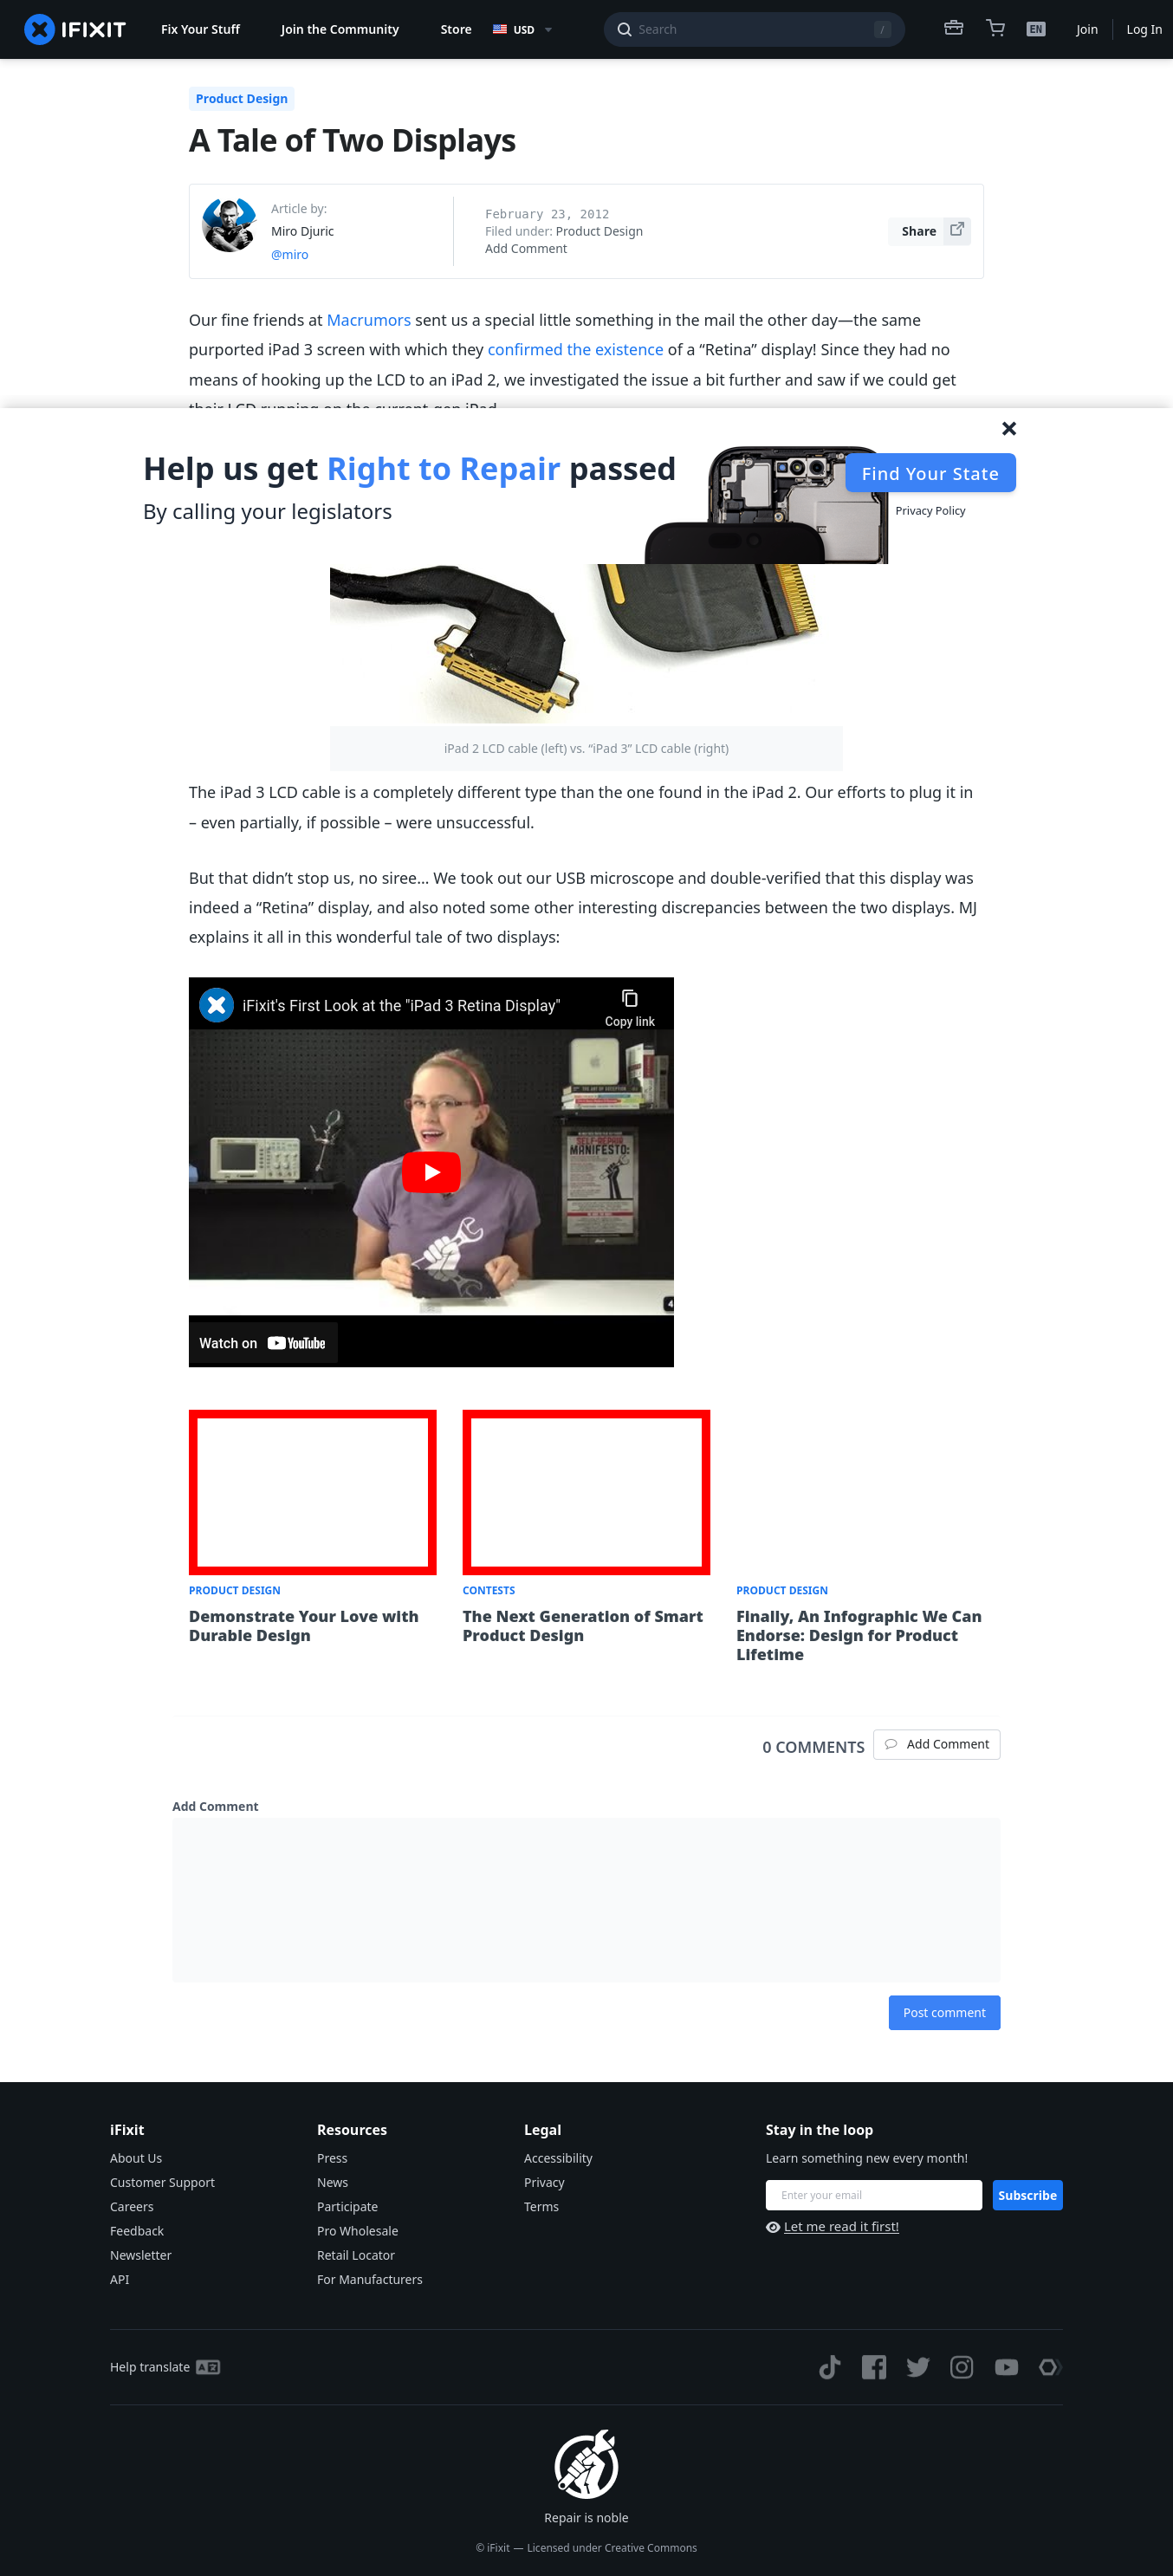 IFIXIT
Fix Your Stuff
Join the Community
Store
USD
Search
/
EN
Join
Log In
Product Design
A Tale of Two Displays
Article by:
Miro Djuric
@miro
February 23, 2012
Filed under: Product Design
Add Comment
Share
Our fine friends at Macrumors sent us a special little something in the mail the other day—the same
purported iPad 3 screen with which they confirmed the existence of a “Retina” display! Since they had no
means of hooking up the LCD to an iPad 2, we investigated the issue a bit further and saw if we could get
their LCD running on the current-gen iPad.
Help us get Right to Repair passed
By calling your legislators
Find Your State
Privacy Policy
iPad 2 LCD cable (left) vs. “iPad 3” LCD cable (right)
The iPad 3 LCD cable is a completely different type than the one found in the iPad 2. Our efforts to plug it in
– even partially, if possible – were unsuccessful.
But that didn’t stop us, no siree… We took out our USB microscope and double-verified that this display was
indeed a “Retina” display, and also noted some other interesting discrepancies between the two displays. MJ
explains it all in this wonderful tale of two displays:
iFixit's First Look at the "iPad 3 Retina Display"
Copy link
SELF-REPAIR
MANIFESTO:
Watch on YouTube
PRODUCT DESIGN
Demonstrate Your Love with
Durable Design
CONTESTS
The Next Generation of Smart
Product Design
PRODUCT DESIGN
Finally, An Infographic We Can
Endorse: Design for Product
Lifetime
0 COMMENTS
Add Comment
Add Comment
Post comment
iFixit
About Us
Customer Support
Careers
Feedback
Newsletter
API
Resources
Press
News
Participate
Pro Wholesale
Retail Locator
For Manufacturers
Legal
Accessibility
Privacy
Terms
Stay in the loop
Learn something new every month!
Enter your email
Subscribe
Let me read it first!
Help translate
Repair is noble
© iFixit — Licensed under Creative Commons